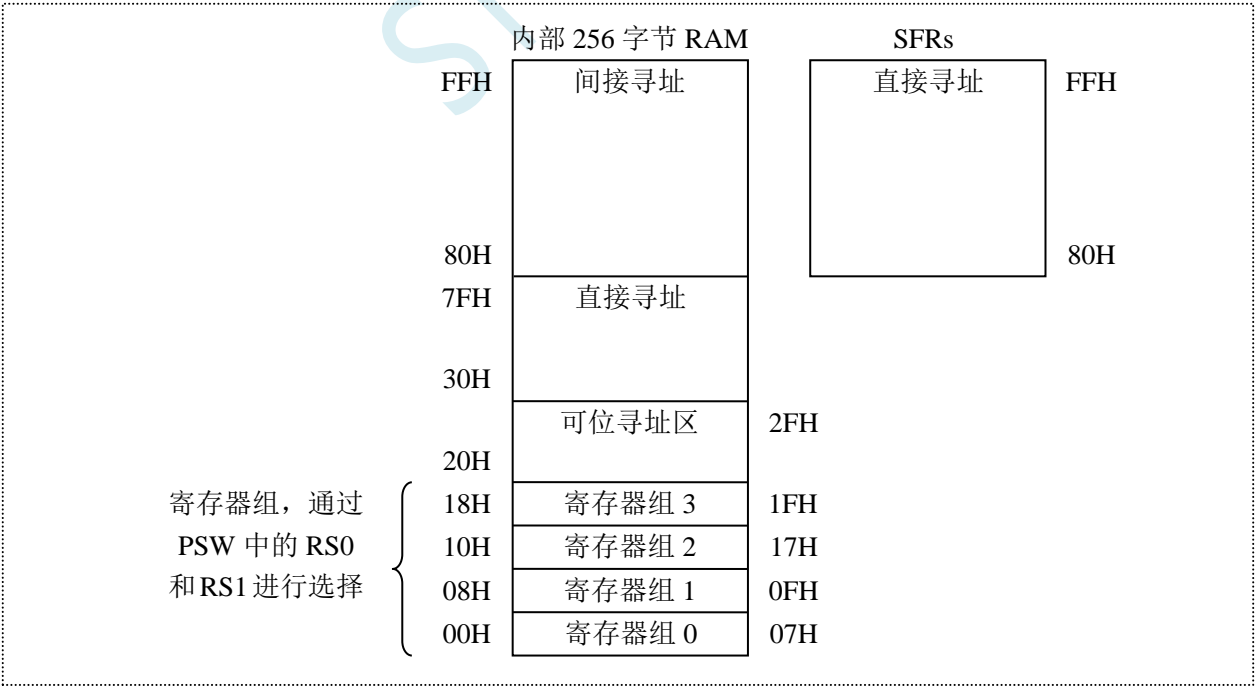 内部 256 字节 RAM SFRs
FFH 间接寻址 直接寻址 FFH
80H 80H
7FH 直接寻址
30H
可位寻址区 2FH
20H
寄存器组，通过 18H 寄存器组 3 1FH
PSW 中的 RS0 10H 寄存器组 2 17H
和 RS1 进行选择 08H 寄存器组 1 0FH
00H 寄存器组 0 07H